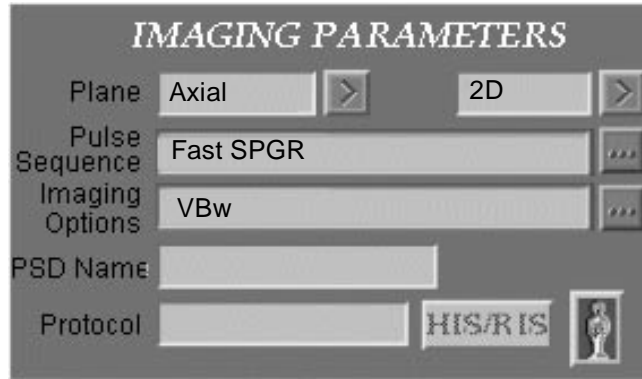 IMAGING PARAMETERS
Plane Axial > 2D >
Pulse Sequence Fast SPGR ...
Imaging Options VBw ...
PSD Name
Protocol HIS/RIS